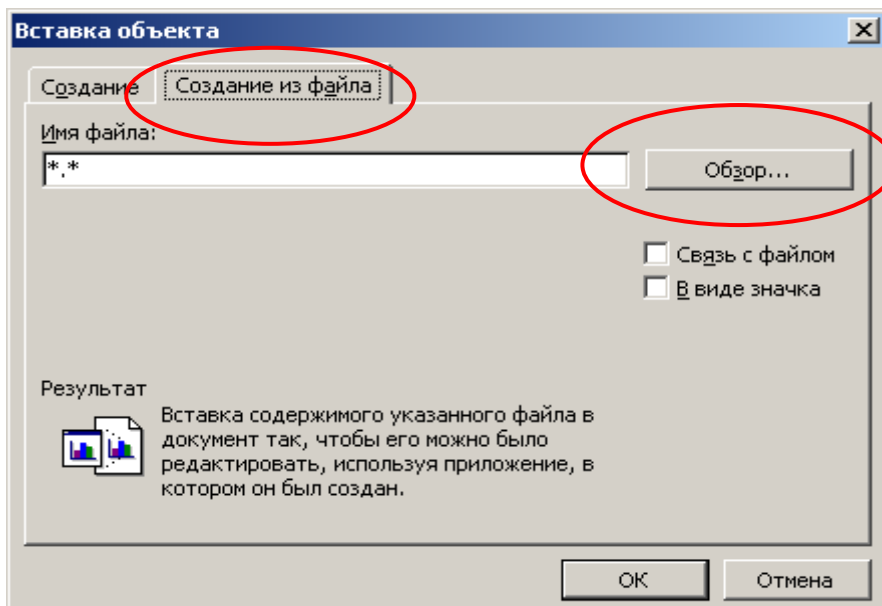 Вставка объекта
Создание
Создание из файла
Имя файла:
*.*
Обзор...
Связь с файлом
В виде значка
Результат
Вставка содержимого указанного файла в
документ так, чтобы его можно было
редактировать, используя приложение, в
котором он был создан.
ОК
Отмена